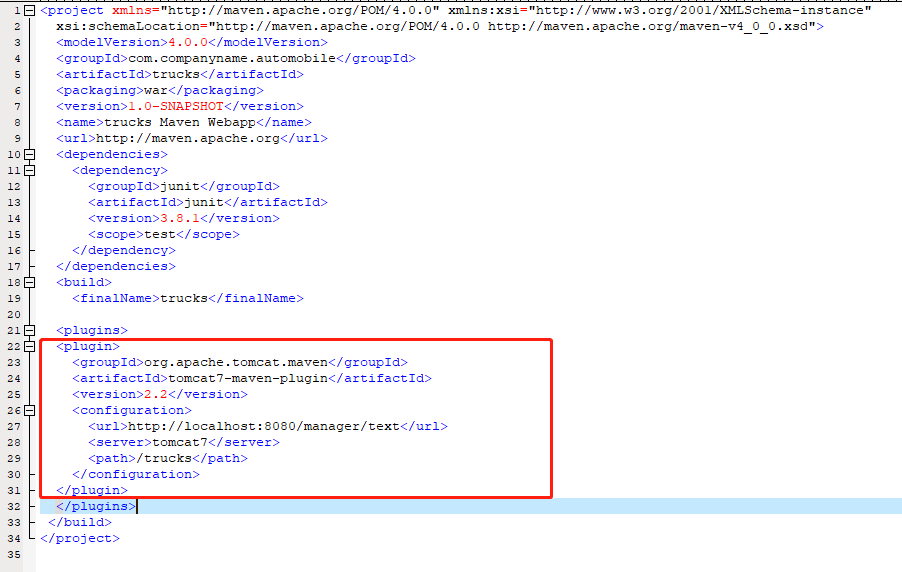 1 <project xmlns="http://maven.apache.org/POM/4.0.0" xmlns:xsi="http://www.w3.org/2001/XMLSchema-instance"
2 xsi:schemaLocation="http://maven.apache.org/POM/4.0.0 http://maven.apache.org/maven-v4_0_0.xsd">
3 <modelVersion>4.0.0</modelVersion>
4 <groupId>com.companyname.automobile</groupId>
5 <artifactId>trucks</artifactId>
6 <packaging>war</packaging>
7 <version>1.0-SNAPSHOT</version>
8 <name>trucks Maven Webapp</name>
9 <url>http://maven.apache.org</url>
10 <dependencies>
11 <dependency>
12 <groupId>junit</groupId>
13 <artifactId>junit</artifactId>
14 <version>3.8.1</version>
15 <scope>test</scope>
16 </dependency>
17 </dependencies>
18 <build>
19 <finalName>trucks</finalName>
20
21 <plugins>
22 <plugin>
23 <groupId>org.apache.tomcat.maven</groupId>
24 <artifactId>tomcat7-maven-plugin</artifactId>
25 <version>2.2</version>
26 <configuration>
27 <url>http://localhost:8080/manager/text</url>
28 <server>tomcat7</server>
29 <path>/trucks</path>
30 </configuration>
31 </plugin>
32 </plugins>
33 </build>
34 </project>
35